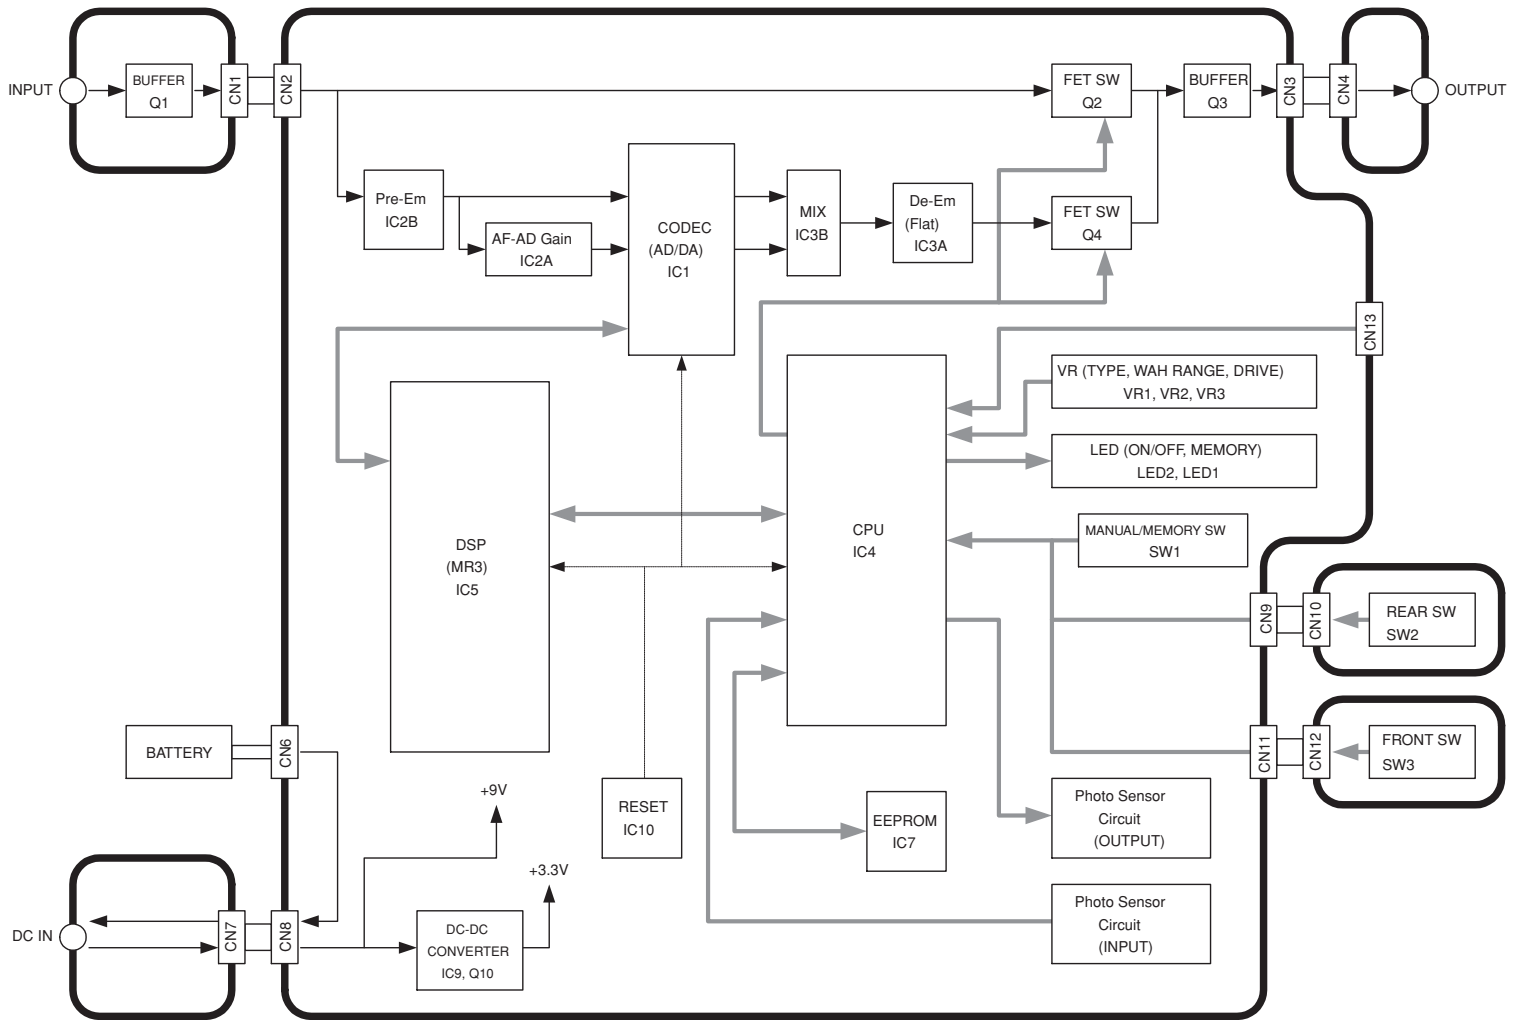 INPUT
BUFFER
Q1
CN1
CN2
FET SW
Q2
BUFFER
Q3
CN3
CN4
OUTPUT
Pre-Em
IC2B
AF-AD Gain
IC2A
CODEC
(AD/DA)
IC1
MIX
IC3B
De-Em
(Flat)
IC3A
FET SW
Q4
CN13
VR (TYPE, WAH RANGE, DRIVE)
VR1, VR2, VR3
LED (ON/OFF, MEMORY)
LED2, LED1
MANUAL/MEMORY SW
SW1
DSP
(MR3)
IC5
CPU
IC4
CN9
CN10
REAR SW
SW2
CN11
CN12
FRONT SW
SW3
BATTERY
CN6
+9V
RESET
IC10
EEPROM
IC7
Photo Sensor
Circuit
(OUTPUT)
+3.3V
Photo Sensor
Circuit
(INPUT)
DC IN
CN7
CN8
DC-DC
CONVERTER
IC9, Q10